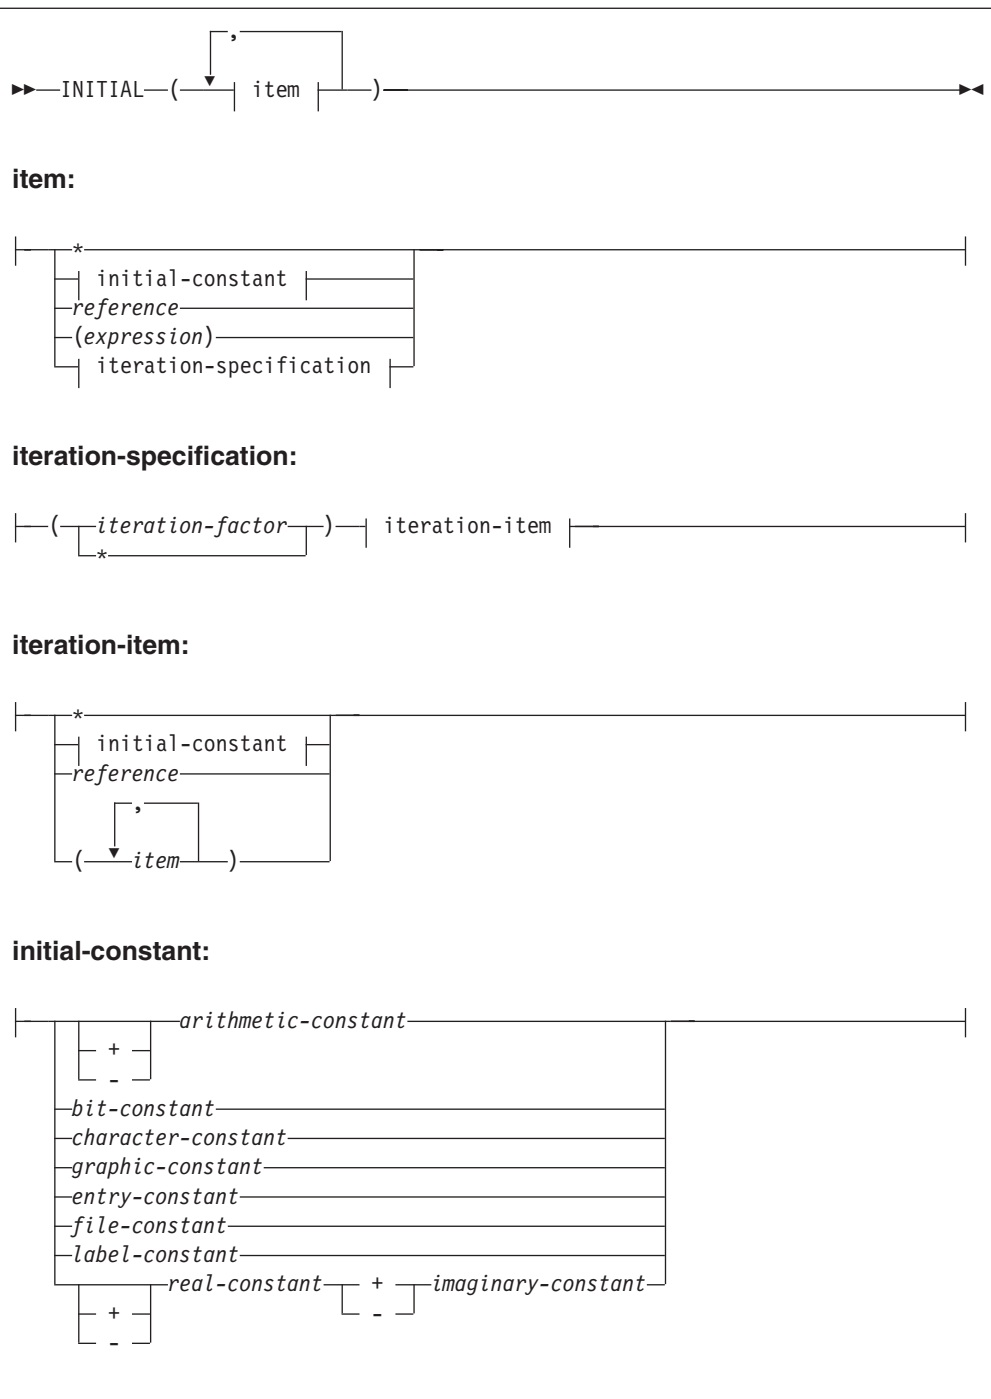 ,
INITIAL ( item )
item:
*
initial-constant
reference
(expression)
iteration-specification
iteration-specification:
( iteration-factor ) iteration-item
*
iteration-item:
*
initial-constant
reference
,
( item )
initial-constant:
arithmetic-constant
+
-
bit-constant
character-constant
graphic-constant
entry-constant
file-constant
label-constant
real-constant + imaginary-constant
+ -
-